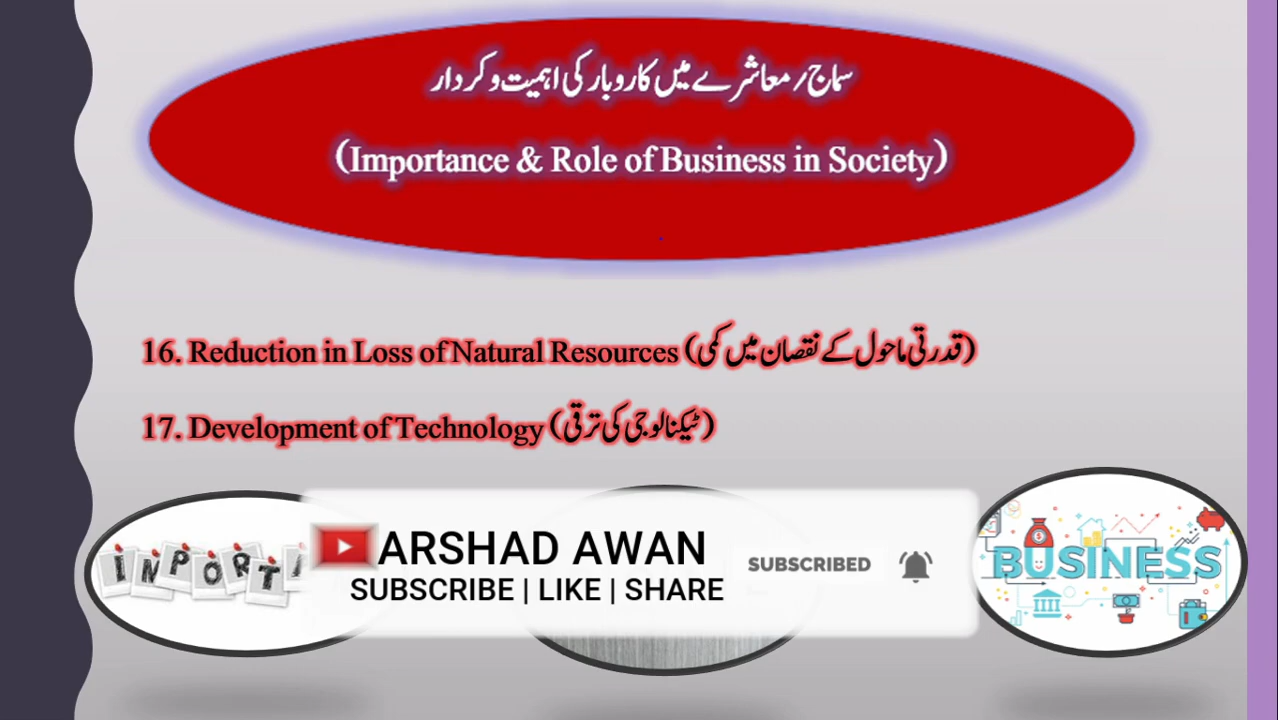 سماج / معاشرے میں کاروبار کی اہمیت و کردار
(Importance & Role of Business in Society)
16. Reduction in Loss of Natural Resources (قدرتی ماحول کے نقصان میں کمی)
17. Development of Technology (ٹیکنالوجی کی ترقی)
IMPORT
ARSHAD AWAN
SUBSCRIBE | LIKE | SHARE
SUBSCRIBED
BUSINESS